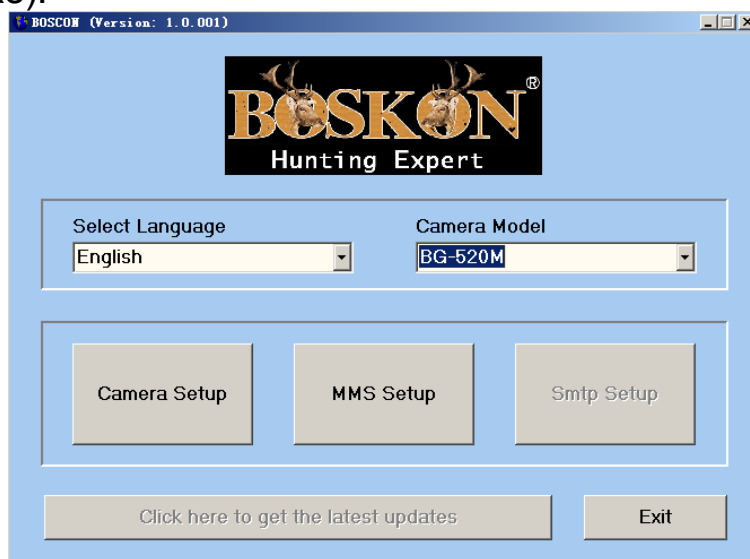 BOSCON (Version: 1.0.001)
BOSKON®
Hunting Expert
Select Language
Camera Model
English
BG-520M
Camera Setup
MMS Setup
Smtp Setup
Click here to get the latest updates
Exit